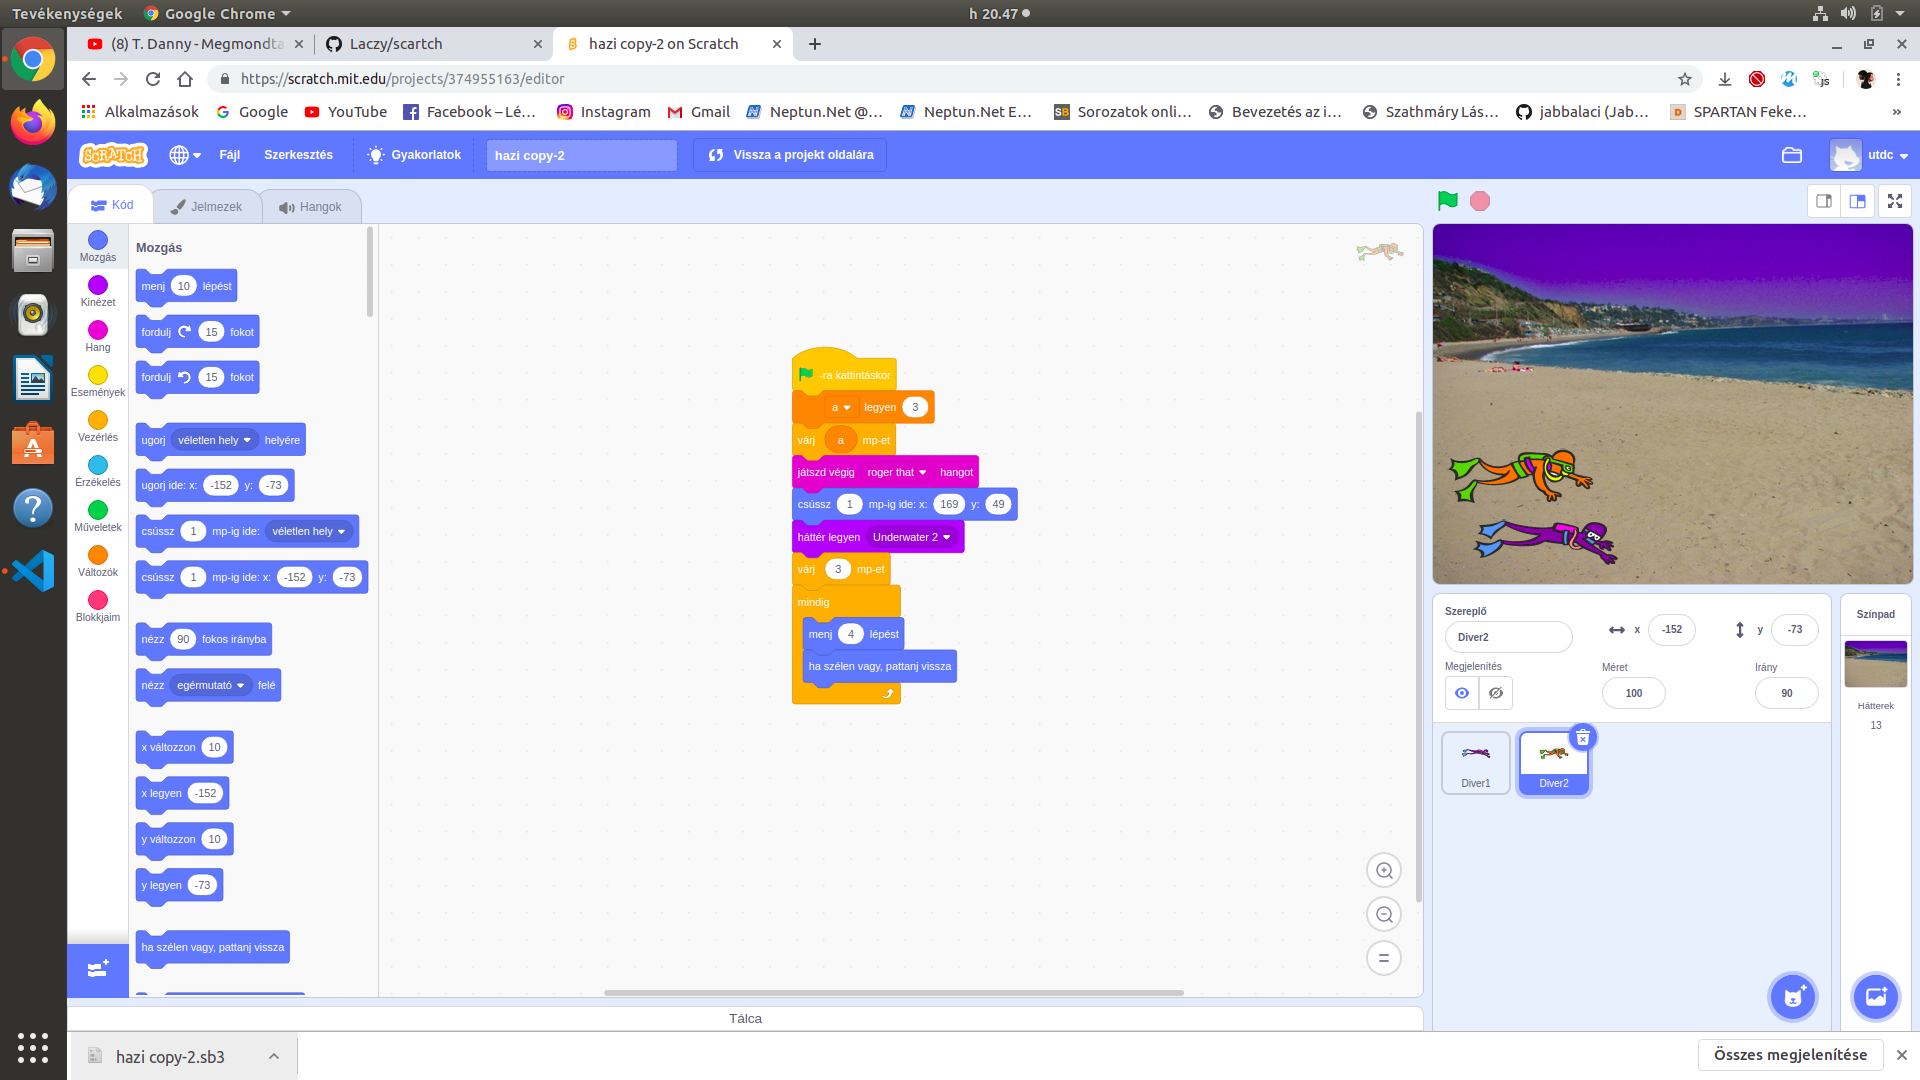 Tevékenységek
Google Chrome
h 20.47
(8) T. Danny - Megmondta
Laczy/scartch
hazi copy-2 on Scratch
https://scratch.mit.edu/projects/374955163/editor
Alkalmazások
Google
YouTube
Facebook – Lé…
Instagram
Gmail
Neptun.Net @…
Neptun.Net E…
Sorozatok onli…
Bevezetés az i…
Szathmáry Lás…
jabbalaci (Jab…
SPARTAN Feke…
»
SCRATCH
Fájl
Szerkesztés
Gyakorlatok
hazi copy-2
Vissza a projekt oldalára
utdc
Kód
Jelmezek
Hangok
Mozgás
Kinézet
Hang
Események
Vezérlés
Érzékelés
Műveletek
Változók
Blokkjaim
Mozgás
menj 10 lépést
fordulj 15 fokot
fordulj 15 fokot
ugorj véletlen hely helyére
ugorj ide: x: -152 y: -73
csússz 1 mp-ig ide: véletlen hely
csússz 1 mp-ig ide: x: -152 y: -73
nézz 90 fokos irányba
nézz egérmutató felé
x változzon 10
x legyen -152
y változzon 10
y legyen -73
ha szélen vagy, pattanj vissza
-ra kattintáskor
a legyen 3
várj a mp-et
játszd végig roger that hangot
csússz 1 mp-ig ide: x: 169 y: 49
háttér legyen Underwater 2
várj 3 mp-et
mindig
menj 4 lépést
ha szélen vagy, pattanj vissza
Szereplő
Diver2
x -152
y -73
Megjelenítés
Méret
100
Irány
90
Diver1
Diver2
Színpad
Hátterek
13
Tálca
hazi copy-2.sb3
Összes megjelenítése